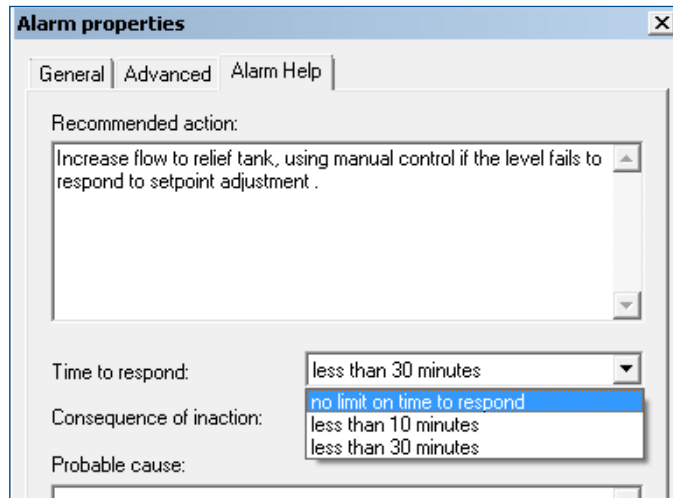 Alarm properties
General
Advanced
Alarm Help
Recommended action:
Increase flow to relief tank, using manual control if the level fails to
respond to setpoint adjustment .
Time to respond:
less than 30 minutes
no limit on time to respond
Consequence of inaction:
less than 10 minutes
less than 30 minutes
Probable cause: